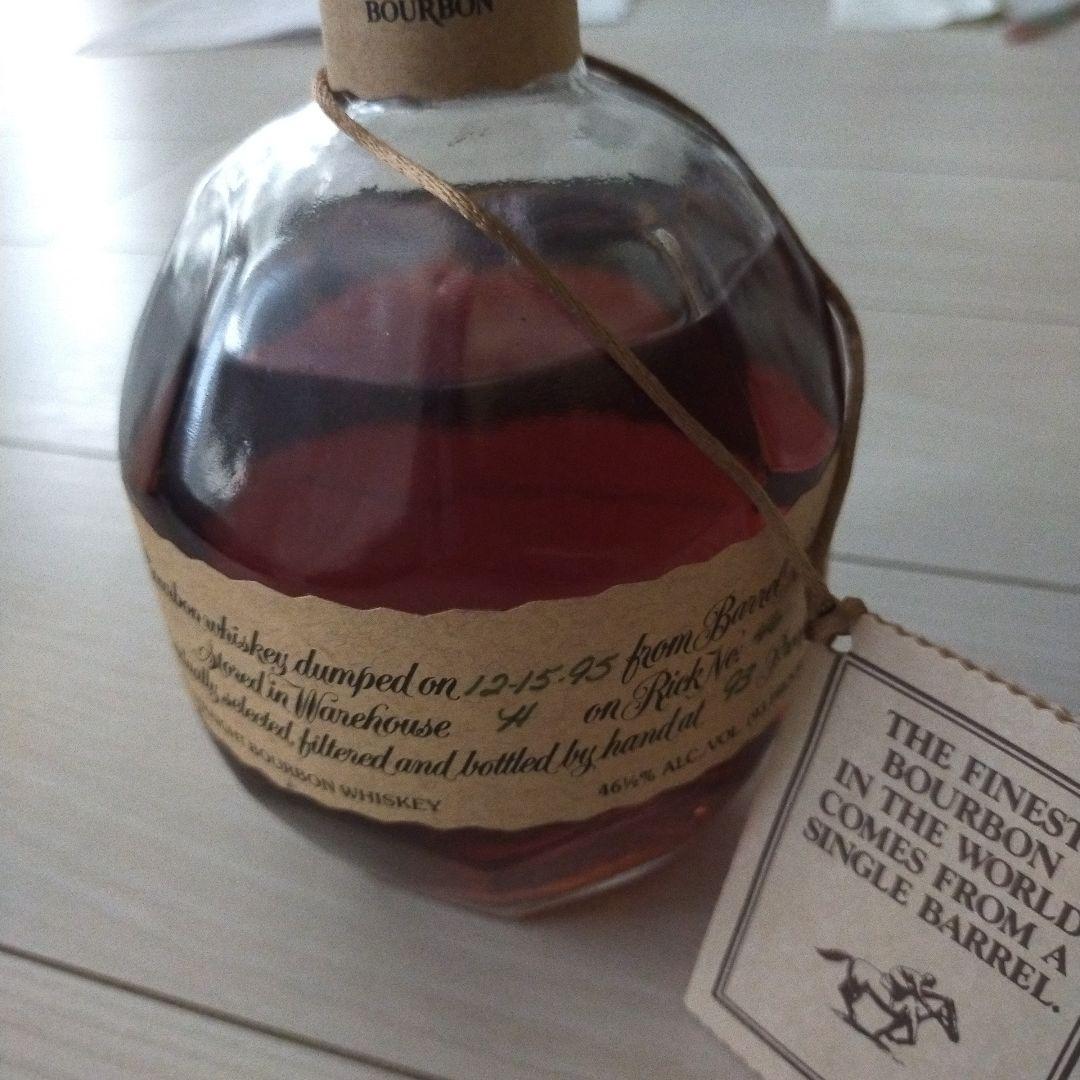 BOURBON
whiskey dumped on 12-15-95 from Barrel
Stored in Warehouse H on Rick No:
selected, filtered and bottled by hand at 93
BOURBON WHISKEY 46½% ALC. VOL.
THE FINEST
BOURBON
IN THE WORLD
COMES FROM A
SINGLE BARREL.